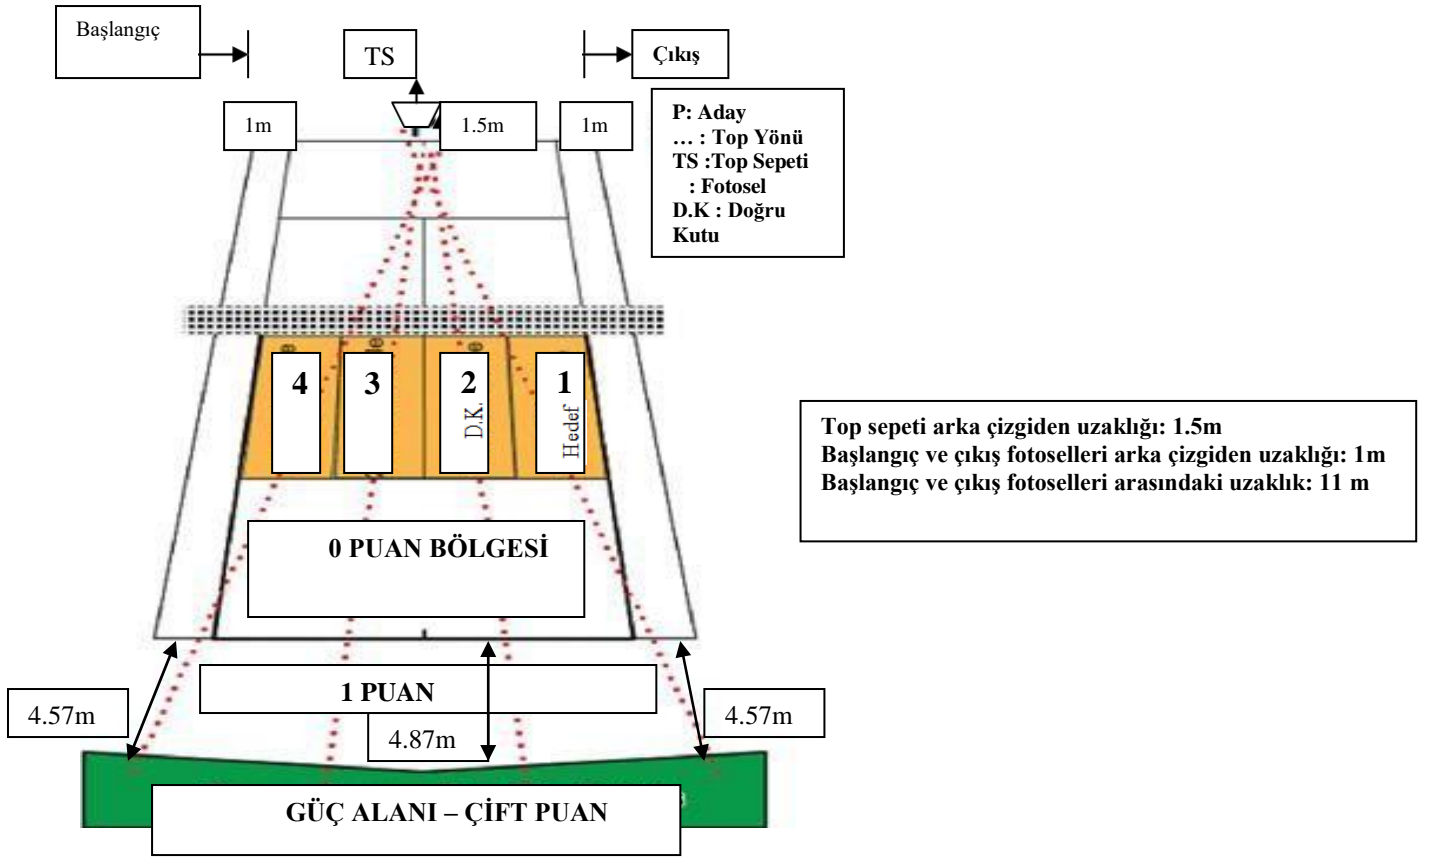 Başlangıç
TS
Çıkış
1m
1.5m
1m
P: Aday
… : Top Yönü
TS :Top Sepeti
: Fotosel
D.K : Doğru
Kutu
4
3
2
D.K.
1
Hedef
Top sepeti arka çizgiden uzaklığı: 1.5m
Başlangıç ve çıkış fotoselleri arka çizgiden uzaklığı: 1m
Başlangıç ve çıkış fotoselleri arasındaki uzaklık: 11 m
0 PUAN BÖLGESİ
1 PUAN
4.57m
4.87m
4.57m
GÜÇ ALANI – ÇİFT PUAN